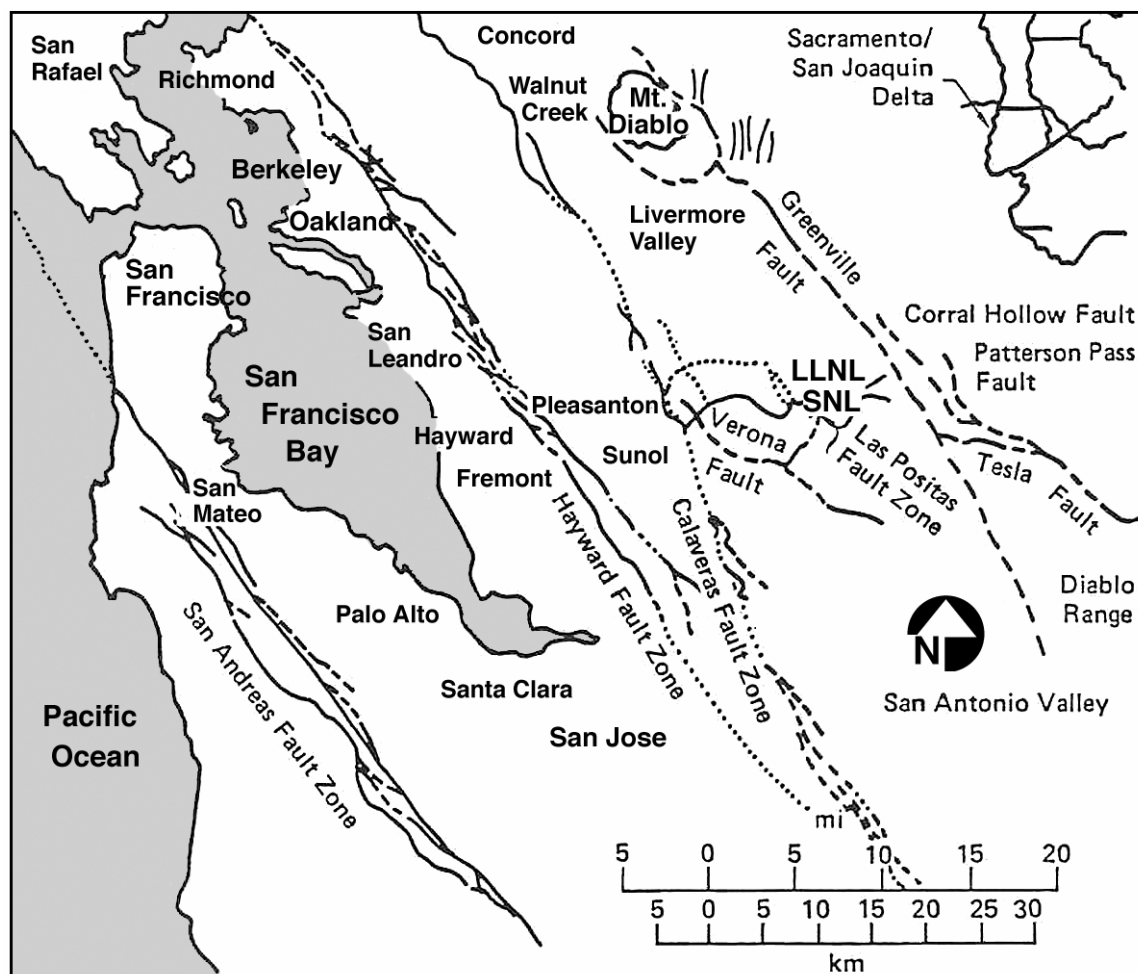 San
Rafael
Richmond
Concord
Walnut
Creek
Mt.
Diablo
Sacramento/
San Joaquin
Delta
Berkeley
Oakland
Livermore
Valley
Greenville
Fault
San
Francisco
San
Leandro
Corral Hollow Fault
Patterson Pass
Fault
LLNL
SNL
San
Francisco
Bay
Pleasanton
Verona
Fault
Las Positas
Fault Zone
Tesla
Fault
Hayward
Sunol
Fremont
San
Mateo
Hayward Fault Zone
Calaveras Fault Zone
Diablo
Range
Palo Alto
San Andreas Fault Zone
N
San Antonio Valley
Santa Clara
San Jose
Pacific
Ocean
mi
5 0 5 10 15 20
5 0 5 10 15 20 25 30
km